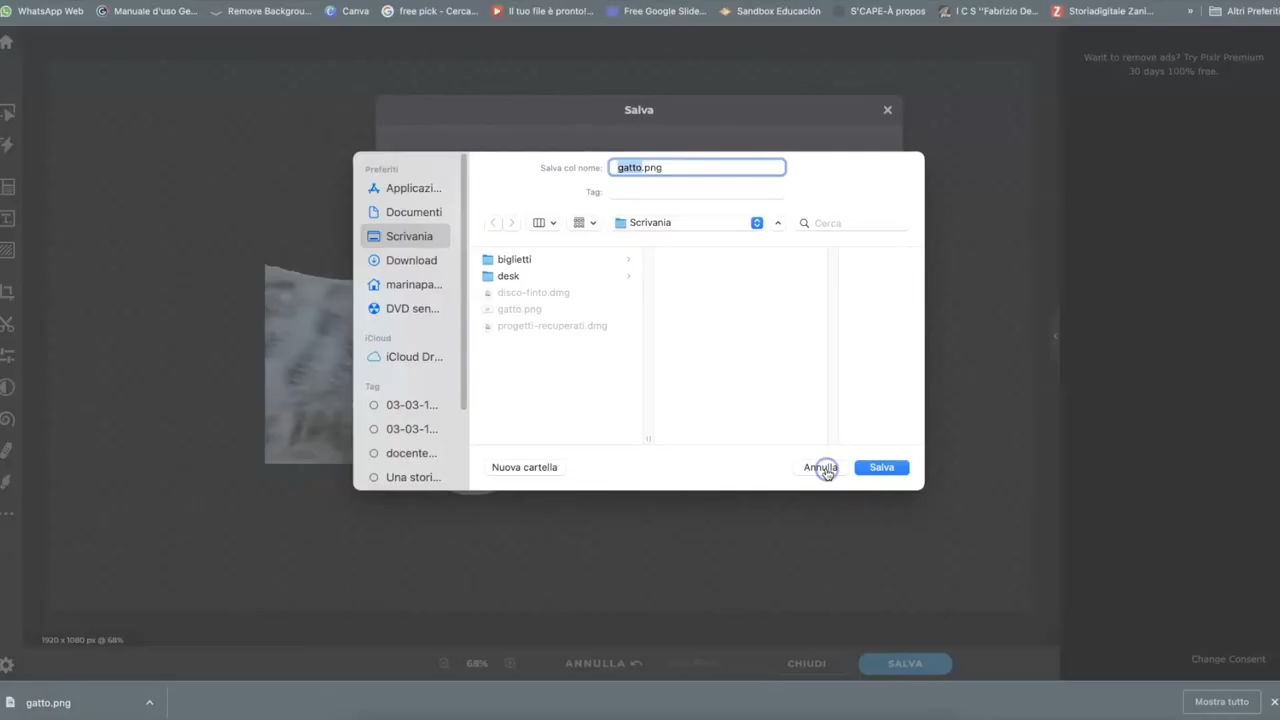 WhatsApp Web
Manuale d'uso Ge...
Remove Backgrou...
Canva
free pick - Cerca...
Il tuo file è pronto!...
Free Google Slide...
Sandbox Educación
S'CAPE-À propos
I C S "Fabrizio De...
Storiadigitale Zani...
»
Altri Preferiti
Want to remove ads? Try Pixlr Premium
30 days 100% free.
Salva
Preferiti
Applicazi...
Documenti
Scrivania
Download
marinapa...
DVD sen...
iCloud
iCloud Dr...
Tag
03-03-1...
03-03-1...
docente...
Una stori...
Salva col nome:
gatto.png
Tag:
Scrivania
Cerca
biglietti
desk
disco-finto.dmg
gatto.png
progetti-recuperati.dmg
Nuova cartella
Annulla
Salva
1920 x 1080 px @ 68%
68%
ANNULLA
CHIUDI
SALVA
Change Consent
gatto.png
Mostra tutto